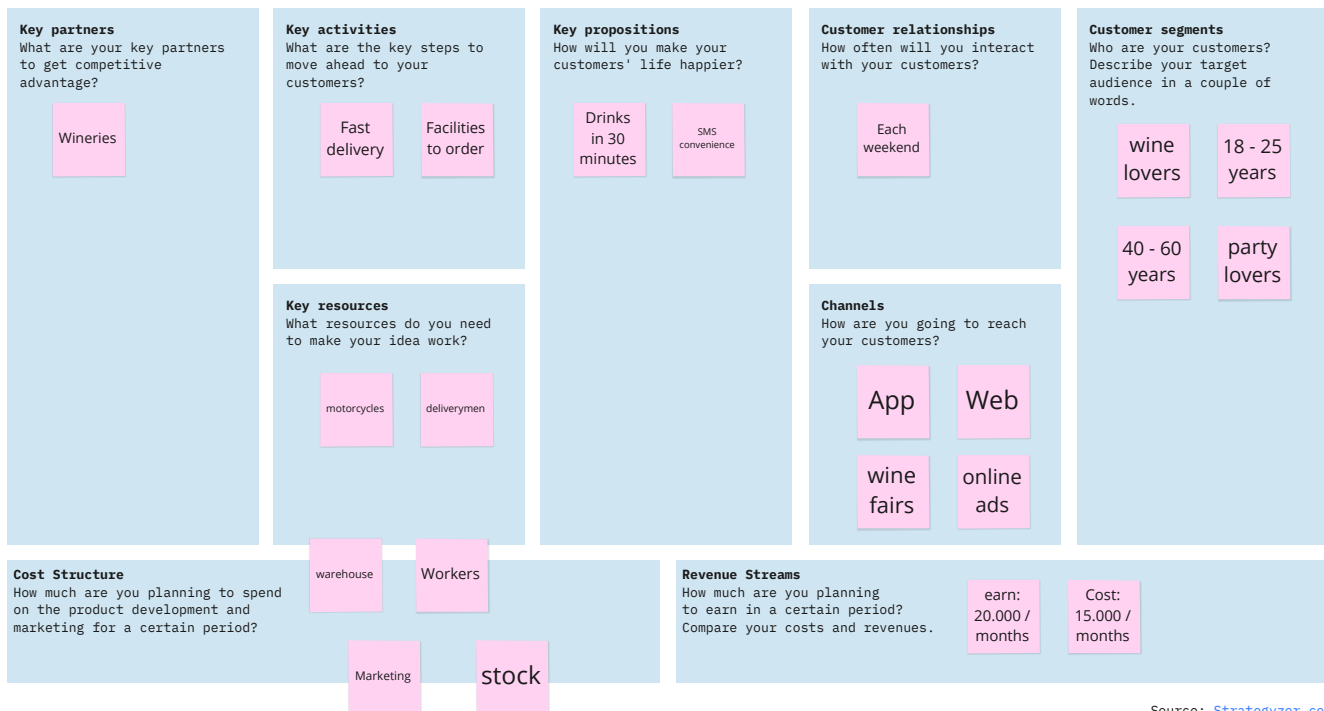 Key partners
What are your key partners
to get competitive
advantage?
Wineries
Key activities
What are the key steps to
move ahead to your
customers?
Fast
delivery
Facilities
to order
Key resources
What resources do you need
to make your idea work?
motorcycles
deliverymen
Key propositions
How will you make your
customers' life happier?
Drinks
in 30
minutes
SMS
convenience
Customer relationships
How often will you interact
with your customers?
Each
weekend
Channels
How are you going to reach
your customers?
App
Web
wine
fairs
online
ads
Customer segments
Who are your customers?
Describe your target
audience in a couple of
words.
wine
lovers
18 - 25
years
40 - 60
years
party
lovers
Cost Structure
How much are you planning to spend
on the product development and
marketing for a certain period?
warehouse
Workers
Marketing
stock
Revenue Streams
How much are you planning
to earn in a certain period?
Compare your costs and revenues.
earn:
20.000 /
months
Cost:
15.000 /
months
Source: Strategyzer.co